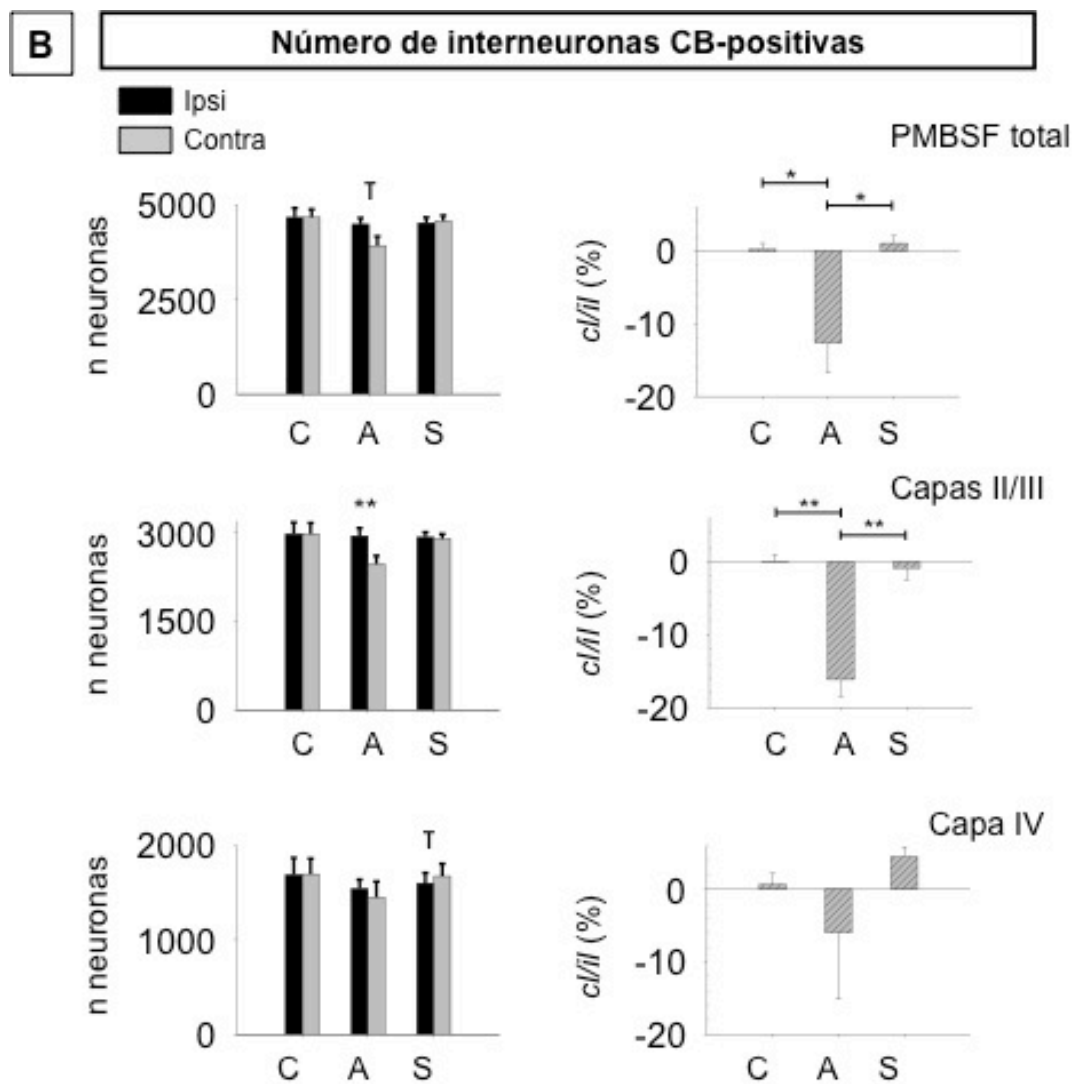 B
Número de interneuronas CB-positivas
Ipsi
Contra
PMBSF total
n neuronas
5000
2500
0
T
C A S
cl/il (%)
0
-10
-20
*
*
C A S
Capas II/III
n neuronas
3000
1500
0
**
C A S
cl/il (%)
0
-10
-20
**
**
C A S
Capa IV
n neuronas
2000
1000
0
T
C A S
cl/il (%)
0
-10
-20
C A S